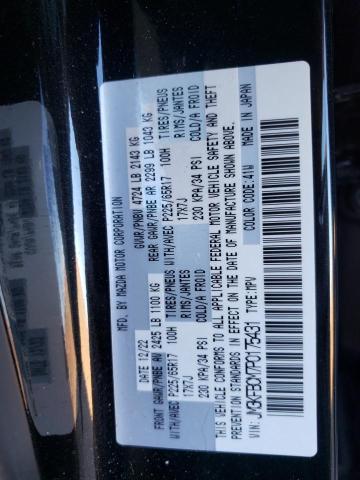 MFD. BY MAZDA MOTOR CORPORATION
DATE 12/22 GVWR/PNBV 4724 LB 2143 KG
FRONT GAWR/PNBE AV 2425 LB 1100 KG REAR GAWR/PNBE AR 2299 LB 1043 KG
WITH/AVEC P225/65R17 100H TIRES/PNEUS WITH/AVEC P225/65R17 100H TIRES/PNEUS
17X7J RIMS/JANTES 17X7J RIMS/JANTES
230 KPA/34 PSI COLD/A FROID 230 KPA/34 PSI COLD/A FROID
THIS VEHICLE CONFORMS TO ALL APPLICABLE FEDERAL MOTOR VEHICLE SAFETY AND THEFT
PREVENTION STANDARDS IN EFFECT ON THE DATE OF MANUFACTURE SHOWN ABOVE.
VIN: TYPE:MPV COLOR CODE:41W MADE IN JAPAN